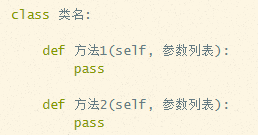 class 类名:
def 方法1(self, 参数列表):
pass
def 方法2(self, 参数列表):
pass